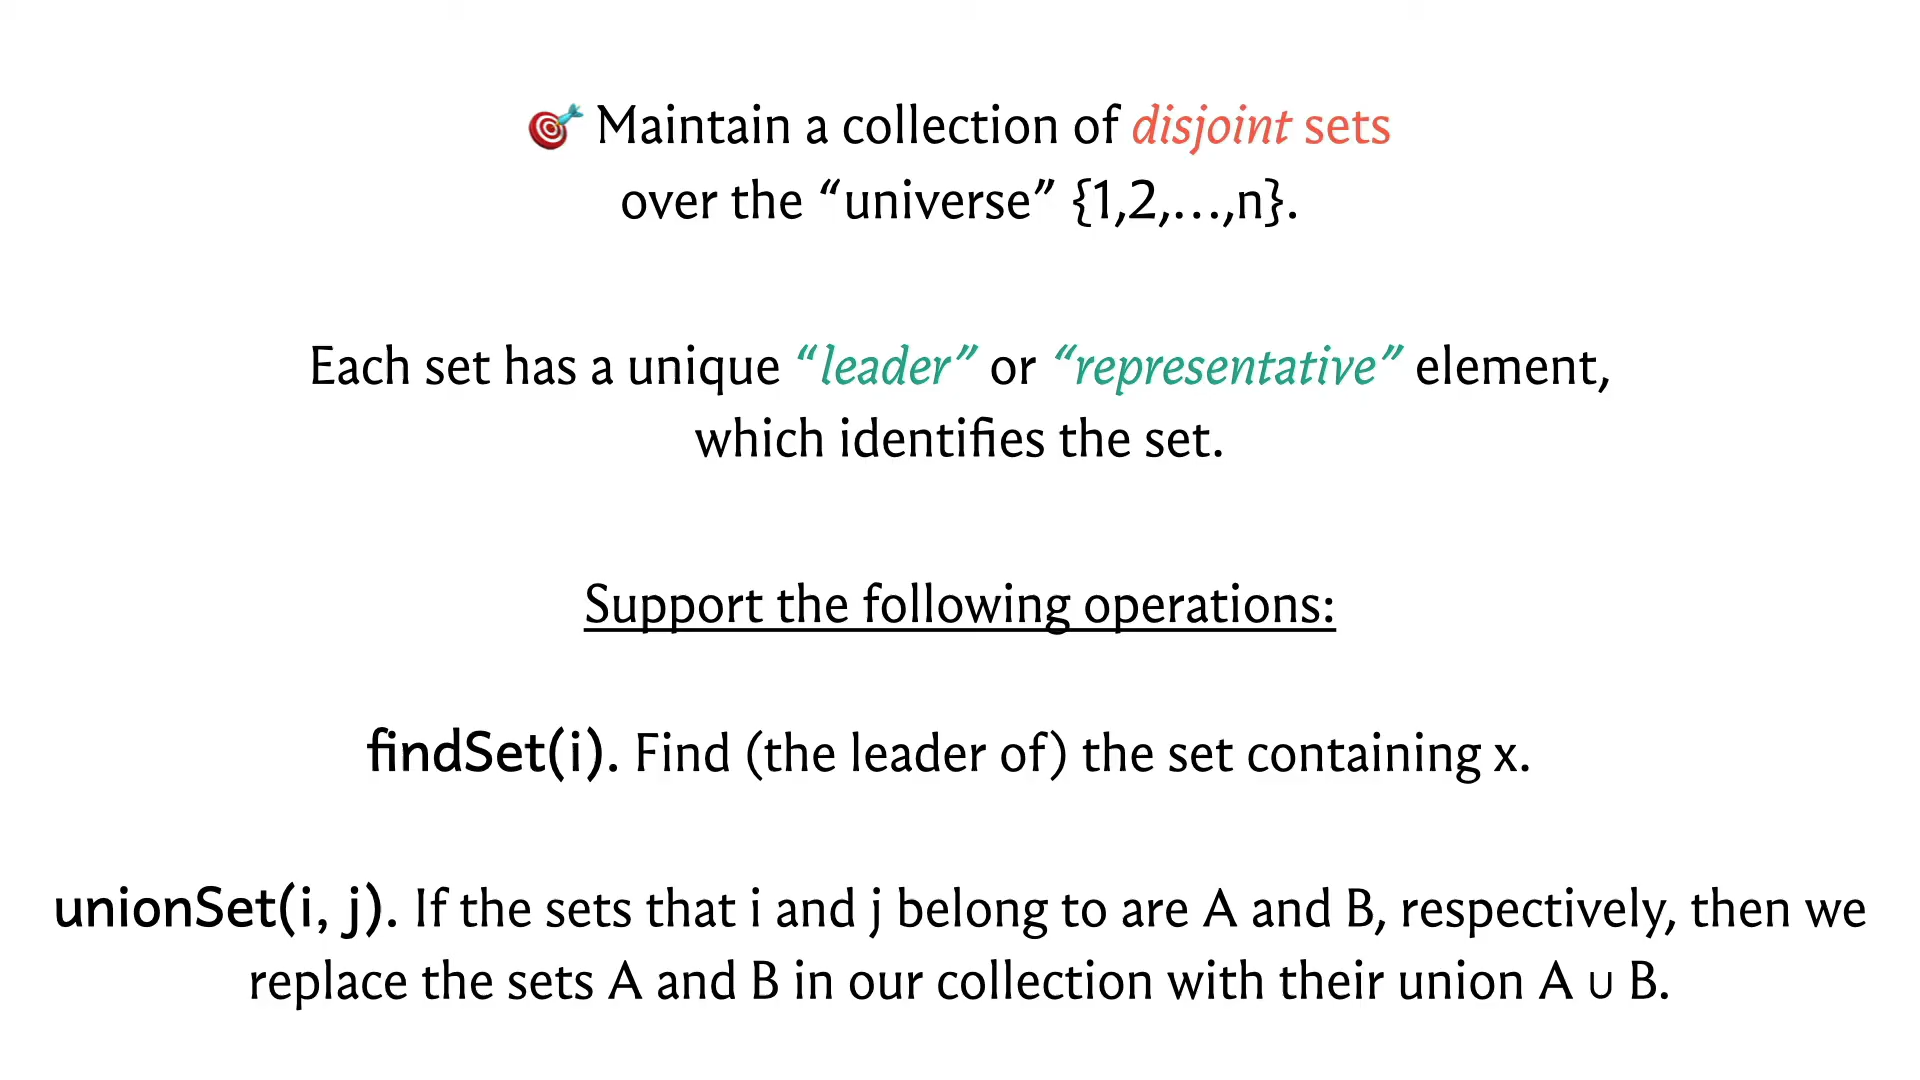 🎯 Maintain a collection of disjoint sets
over the “universe” {1,2,…,n}.
Each set has a unique “leader” or “representative” element,
which identifies the set.
Support the following operations:
findSet(i). Find (the leader of) the set containing x.
unionSet(i, j). If the sets that i and j belong to are A and B, respectively, then we
replace the sets A and B in our collection with their union A ∪ B.